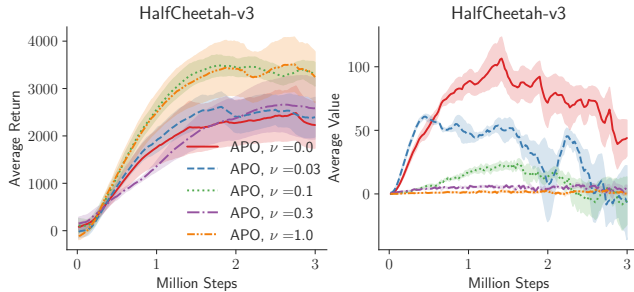 HalfCheetah-v3
Average Return
4000
3000
2000
1000
0
APO, ν =0.0
APO, ν =0.03
APO, ν =0.1
APO, ν =0.3
APO, ν =1.0
0
1
2
3
Million Steps
HalfCheetah-v3
Average Value
100
50
0
50
0
1
2
3
Million Steps